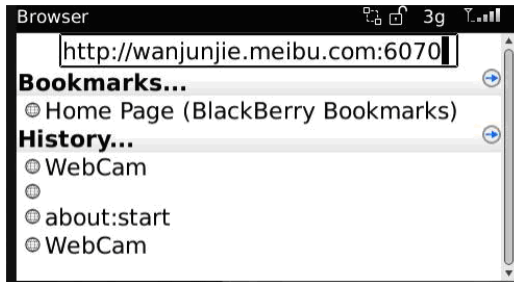 Browser 3g
http://wanjunjie.meibu.com:6070
Bookmarks...
Home Page (BlackBerry Bookmarks)
History...
WebCam
about:start
WebCam